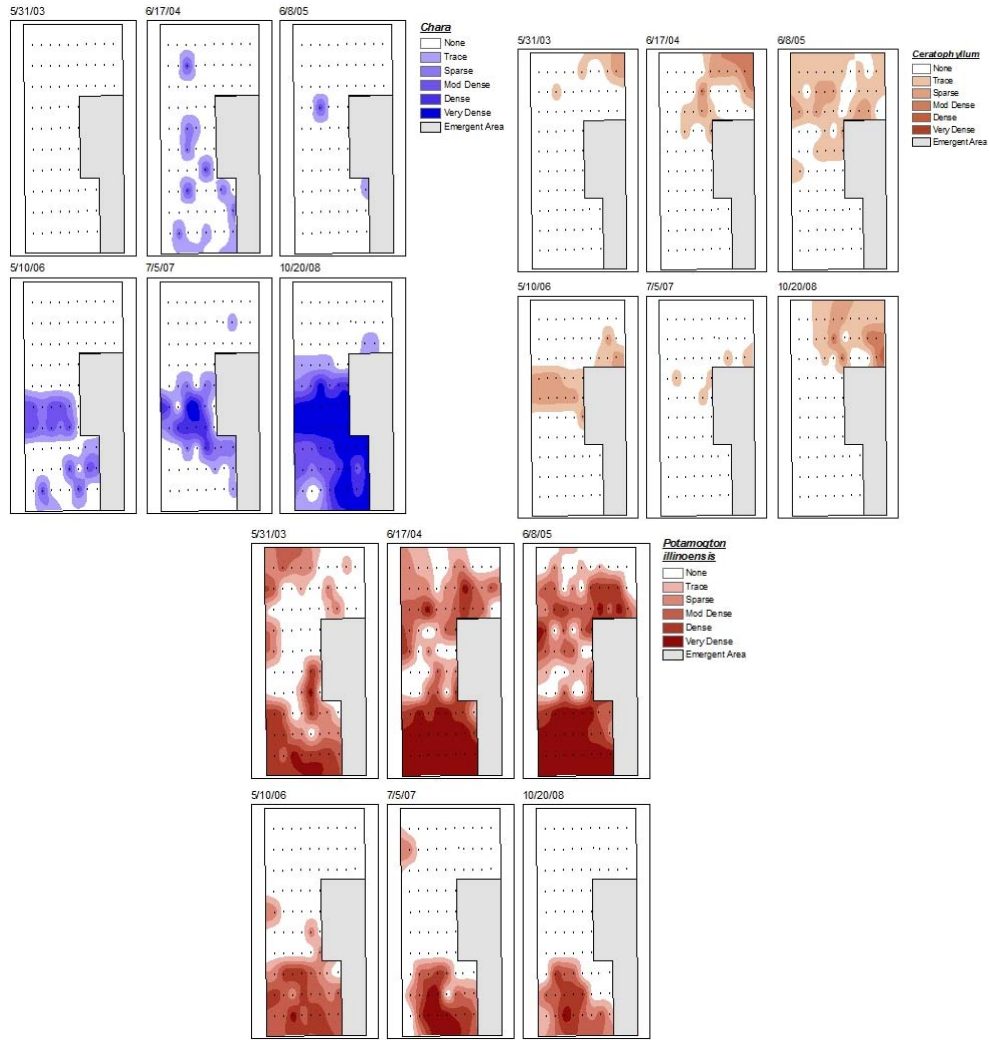 5/31/03 6/17/04 6/8/05
Chara
None
Trace
Sparse
Mod Dense
Dense
Very Dense
Emergent Area
5/10/06 7/5/07 10/20/08
5/31/03 6/17/04 6/8/05
Ceratophyllum
None
Trace
Sparse
Mod Dense
Dense
Very Dense
Emergent Area
5/10/06 7/5/07 10/20/08
5/31/03 6/17/04 6/8/05
Potamogton
illinoensis
None
Trace
Sparse
Mod Dense
Dense
Very Dense
Emergent Area
5/10/06 7/5/07 10/20/08